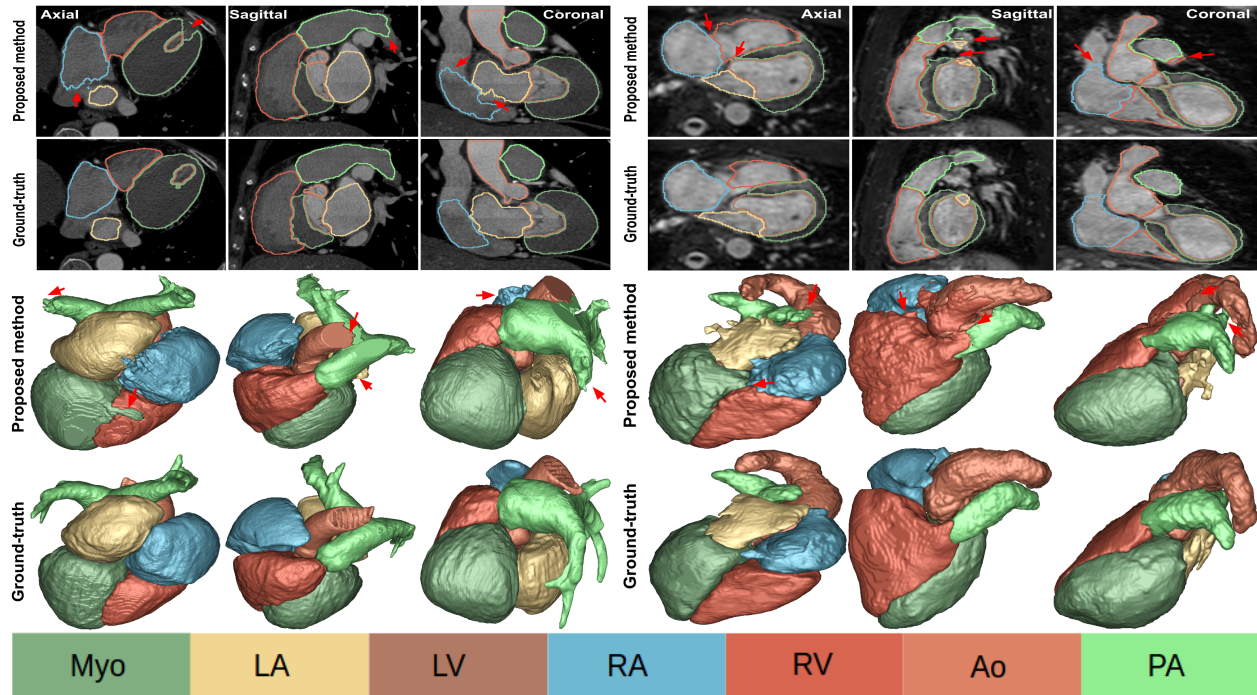 Axial Sagittal Coronal Axial Sagittal Coronal
Proposed method
Proposed method
Ground-truth
Ground-truth
Proposed method
Proposed method
Ground-truth
Ground-truth
Myo LA LV RA RV Ao PA